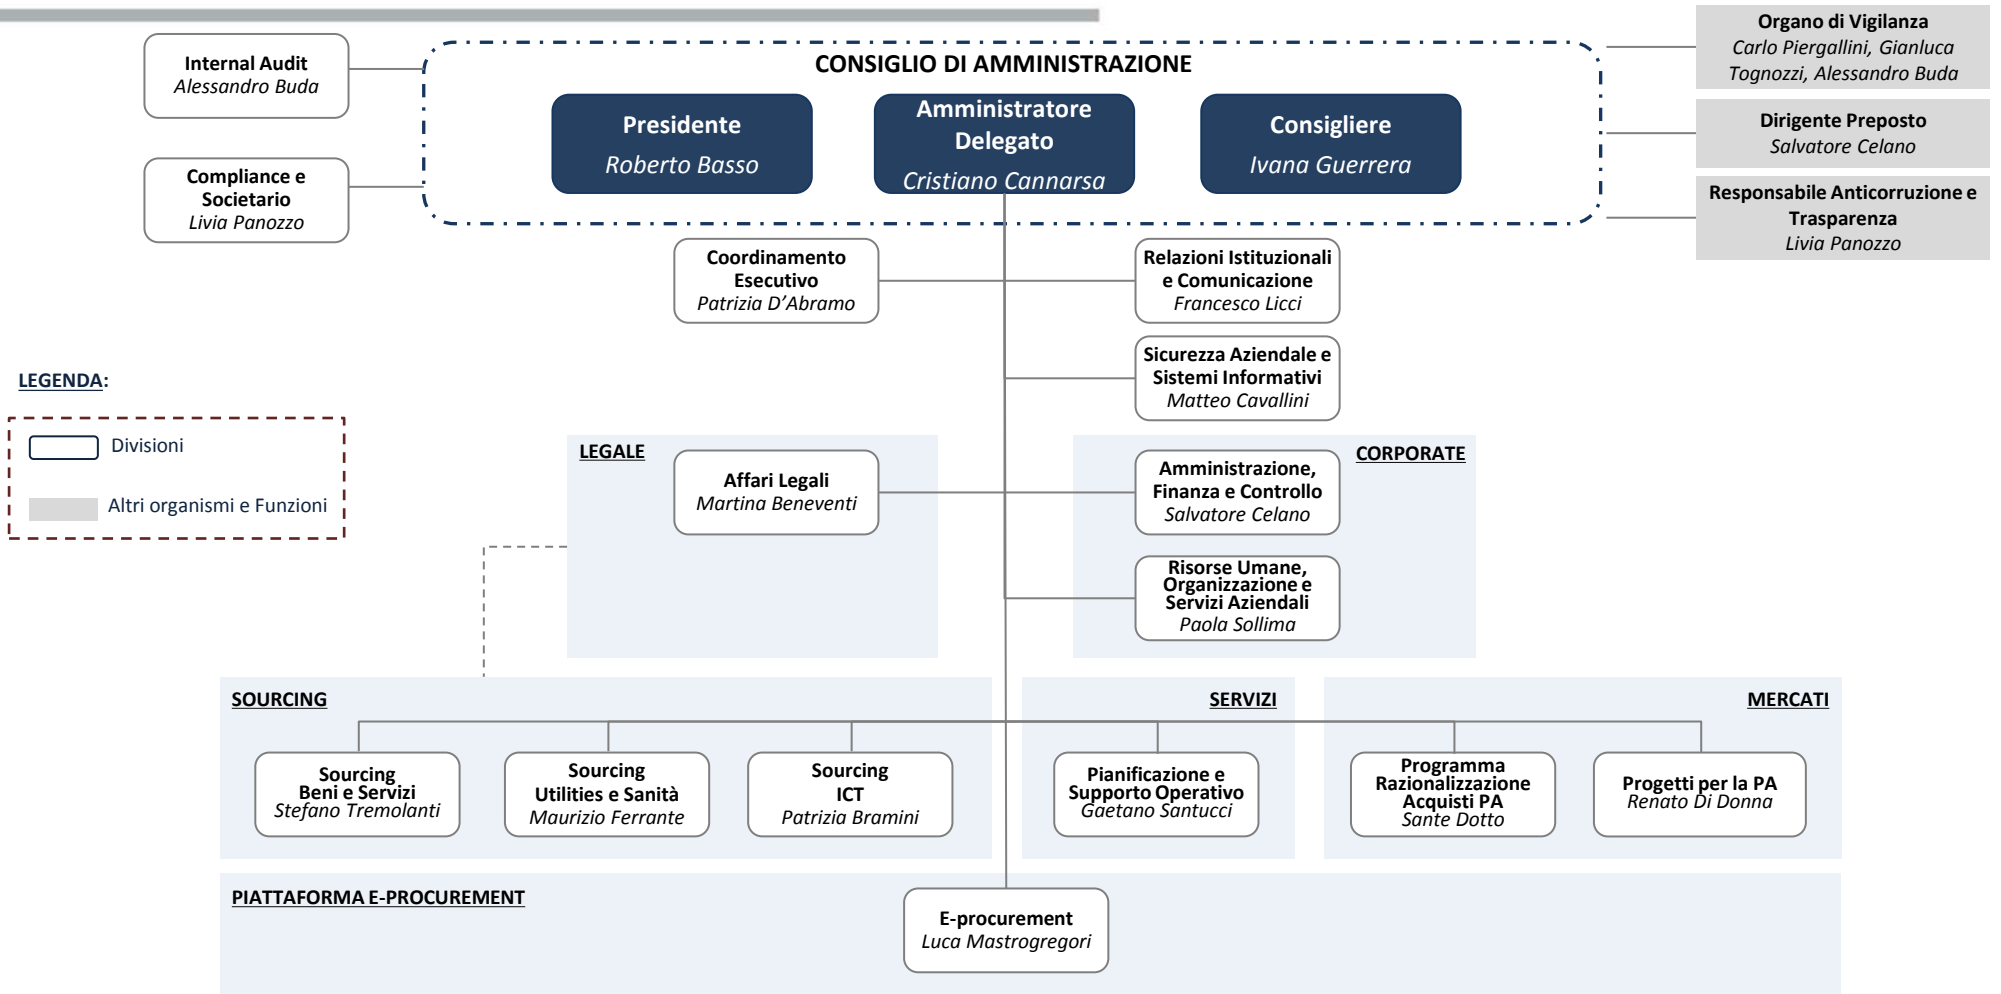 Internal Audit
Alessandro Buda
Compliance e
Societario
Livia Panozzo
CONSIGLIO DI AMMINISTRAZIONE
Presidente
Roberto Basso
Amministratore
Delegato
Cristiano Cannarsa
Consigliere
Ivana Guerrera
Organo di Vigilanza
Carlo Piergallini, Gianluca
Tognozzi, Alessandro Buda
Dirigente Preposto
Salvatore Celano
Responsabile Anticorruzione e
Trasparenza
Livia Panozzo
Coordinamento
Esecutivo
Patrizia D’Abramo
Relazioni Istituzionali
e Comunicazione
Francesco Licci
Sicurezza Aziendale e
Sistemi Informativi
Matteo Cavallini
LEGENDA:
Divisioni
Altri organismi e Funzioni
LEGALE
Affari Legali
Martina Beneventi
CORPORATE
Amministrazione,
Finanza e Controllo
Salvatore Celano
Risorse Umane,
Organizzazione e
Servizi Aziendali
Paola Sollima
SOURCING
Sourcing
Beni e Servizi
Stefano Tremolanti
Sourcing
Utilities e Sanità
Maurizio Ferrante
Sourcing
ICT
Patrizia Bramini
SERVIZI
Pianificazione e
Supporto Operativo
Gaetano Santucci
MERCATI
Programma
Razionalizzazione
Acquisti PA
Sante Dotto
Progetti per la PA
Renato Di Donna
PIATTAFORMA E-PROCUREMENT
E-procurement
Luca Mastrogregori